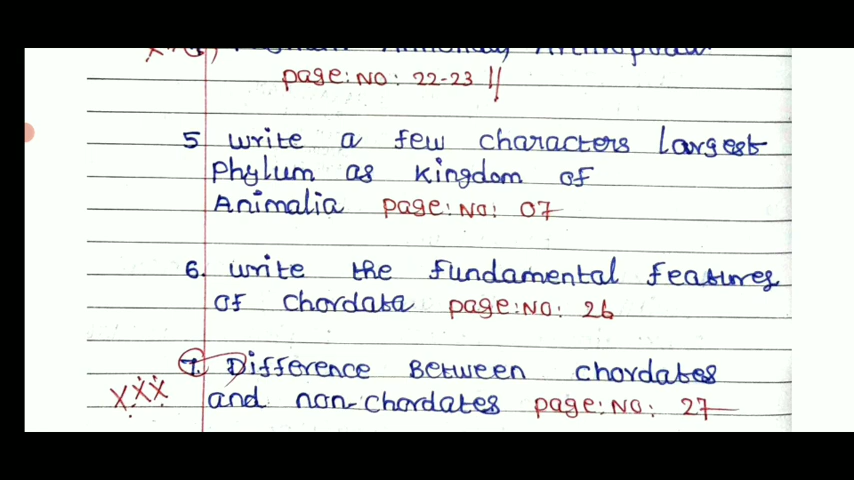 page: NO: 22-23 ||
5 write a few characters largest
Phylum as kingdom of
Animalia page: NO: 07
6. write the fundamental features
of chordata page: NO: 26
7. Difference Between chordates
xxx and non-chordates page: NO: 27